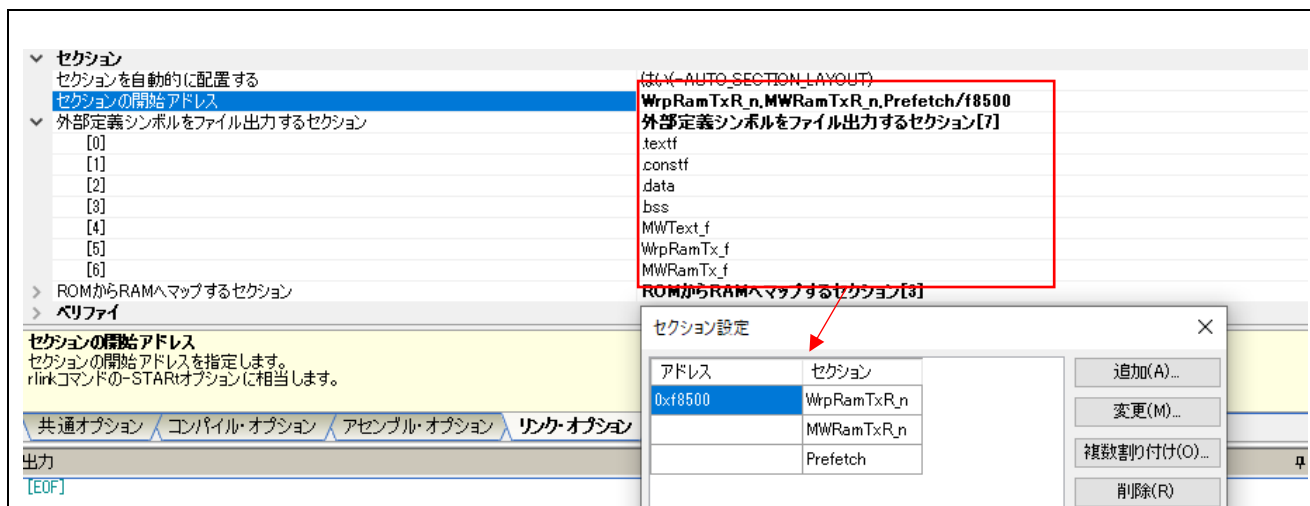 セクション
セクションを自動的に配置する はい(-AUTO_SECTION_LAYOUT)
セクションの開始アドレス WrpRamTxR_n,MWRamTxR_n,Prefetch/f8500
外部定義シンボルをファイル出力するセクション 外部定義シンボルをファイル出力するセクション[7]
[0] .textf
[1] .constf
[2] .data
[3] .bss
[4] MWText_f
[5] WrpRamTx_f
[6] MWRamTx_f
ROMからRAMへマップするセクション ROMからRAMへマップするセクション[3]
ベリファイ
セクションの開始アドレス
セクションの開始アドレスを指定します。
rlinkコマンドの-STARtオプションに相当します。
共通オプション コンパイル・オプション アセンブル・オプション リンク・オプション
出力
[EOF]
セクション設定
アドレス セクション
0xf8500 WrpRamTxR_n
MWRamTxR_n
Prefetch
追加(A)...
変更(M)...
複数割り付け(O)...
削除(R)